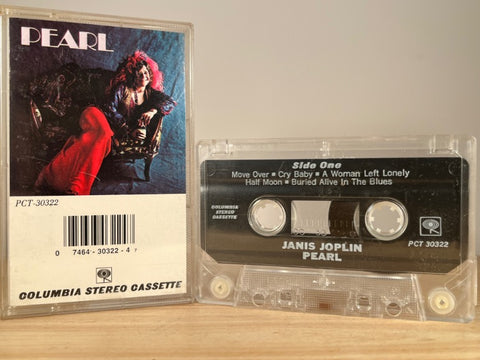 PEARL
PCT-30322
0 7464-30322-4
COLUMBIA STEREO CASSETTE
Side One
Move Over • Cry Baby • A Woman Left Lonely
Half Moon • Buried Alive In The Blues
COLUMBIA
STEREO
CASSETTE
PCT 30322
JANIS JOPLIN
PEARL